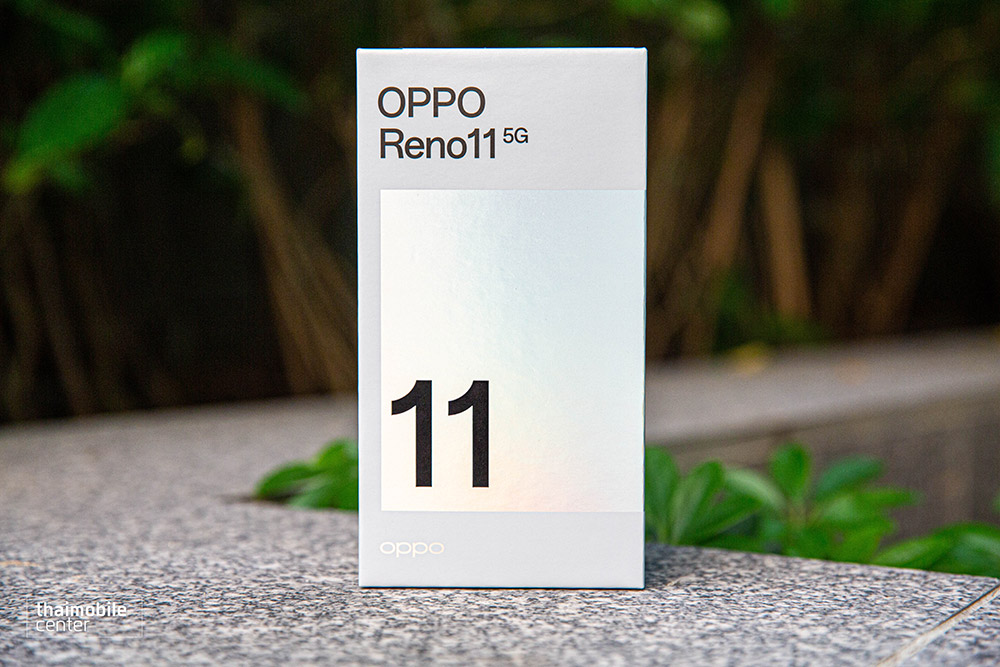 OPPO
Reno11 5G
11
oppo
thaimobile
center